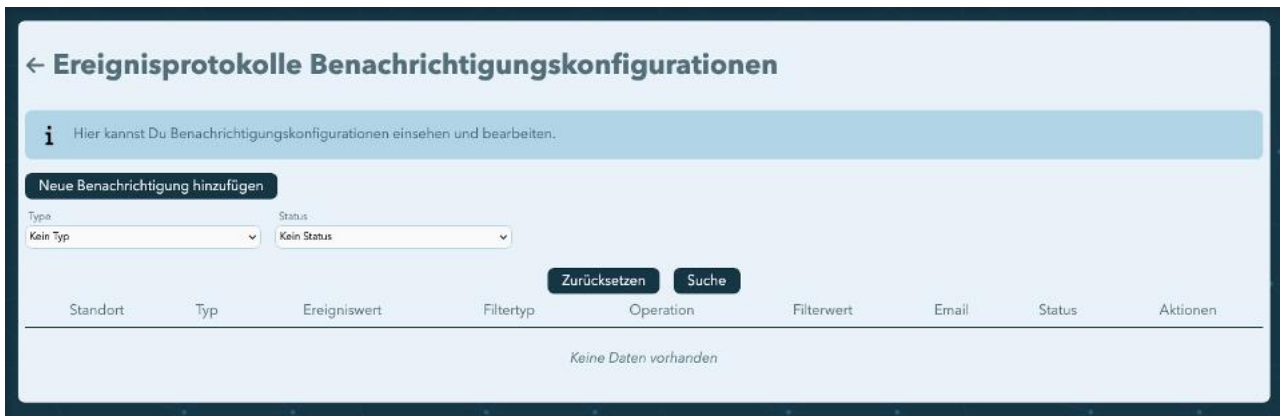 ← Ereignisprotokolle Benachrichtigungskonfigurationen
i Hier kannst Du Benachrichtigungskonfigurationen einsehen und bearbeiten.
Neue Benachrichtigung hinzufügen
Type Status
Kein Typ Kein Status
Zurücksetzen Suche
Standort Typ Ereigniswert Filtertyp Operation Filterwert Email Status Aktionen
Keine Daten vorhanden